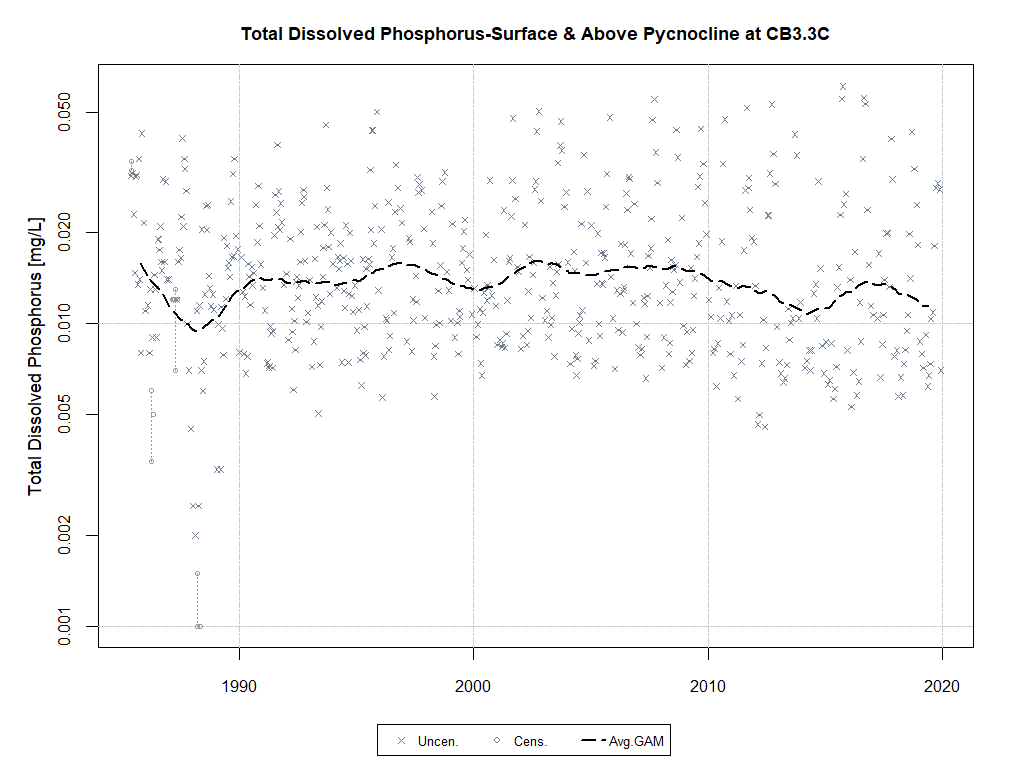 Total Dissolved Phosphorus-Surface & Above Pycnocline at CB3.3C
Total Dissolved Phosphorus [mg/L]
0.050
0.020
0.010
0.005
0.002
0.001
1990 2000 2010 2020
Uncen. Cens. Avg.GAM